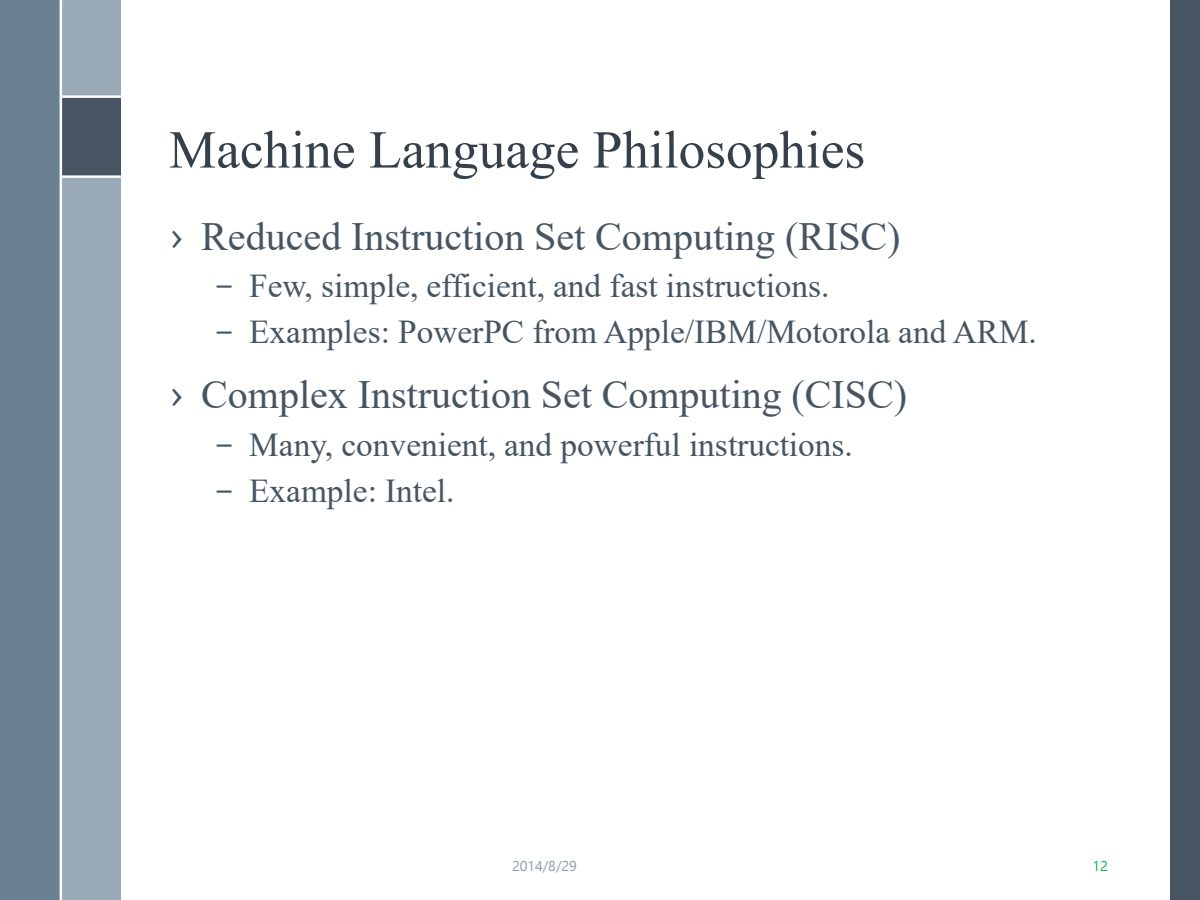 Machine Language Philosophies
› Reduced Instruction Set Computing (RISC)
– Few, simple, efficient, and fast instructions.
– Examples: PowerPC from Apple/IBM/Motorola and ARM.
› Complex Instruction Set Computing (CISC)
– Many, convenient, and powerful instructions.
– Example: Intel.
2014/8/29
12